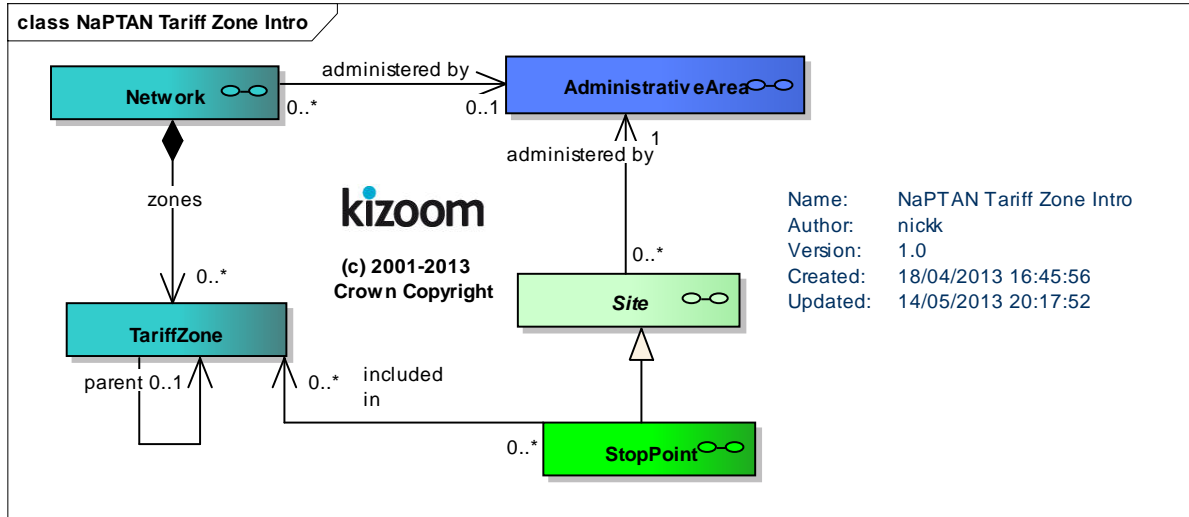 class NaPTAN Tariff Zone Intro
Network
administered by
0..*
0..1
AdministrativeArea
1
administered by
zones
kizoom
(c) 2001-2013
Crown Copyright
Name: NaPTAN Tariff Zone Intro
Author: nickk
Version: 1.0
Created: 18/04/2013 16:45:56
Updated: 14/05/2013 20:17:52
0..*
0..*
TariffZone
Site
parent 0..1
0..*
included
in
0..*
StopPoint